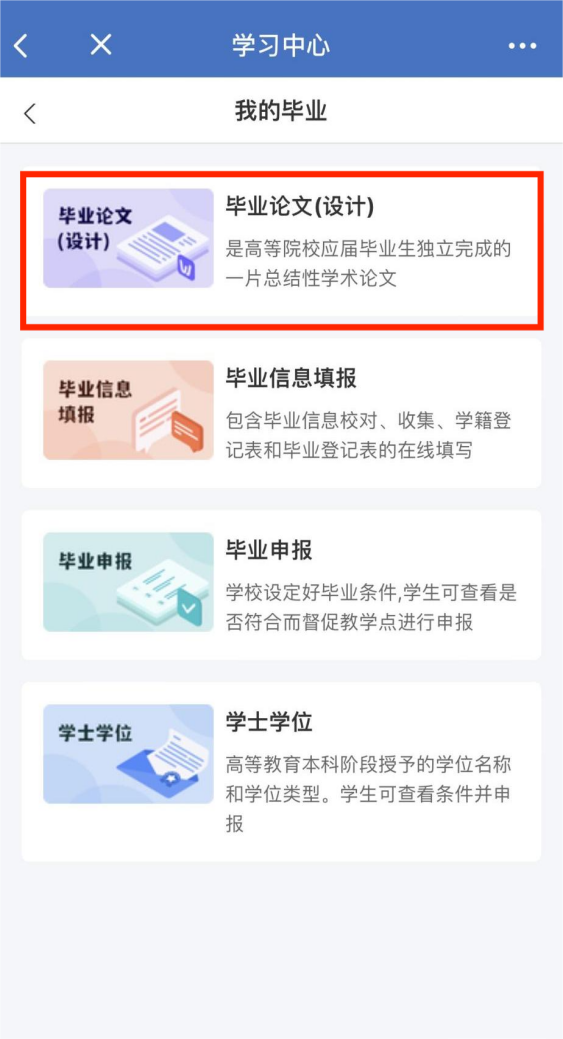 学习中心
我的毕业
毕业论文
(设计)
毕业论文(设计)
是高等院校应届毕业生独立完成的
一片总结性学术论文
毕业信息
填报
毕业信息填报
包含毕业信息校对、收集、学籍登
记表和毕业登记表的在线填写
毕业申报
毕业申报
学校设定好毕业条件,学生可查看是
否符合而督促教学点进行申报
学士学位
学士学位
高等教育本科阶段授予的学位名称
和学位类型。学生可查看条件并申
报